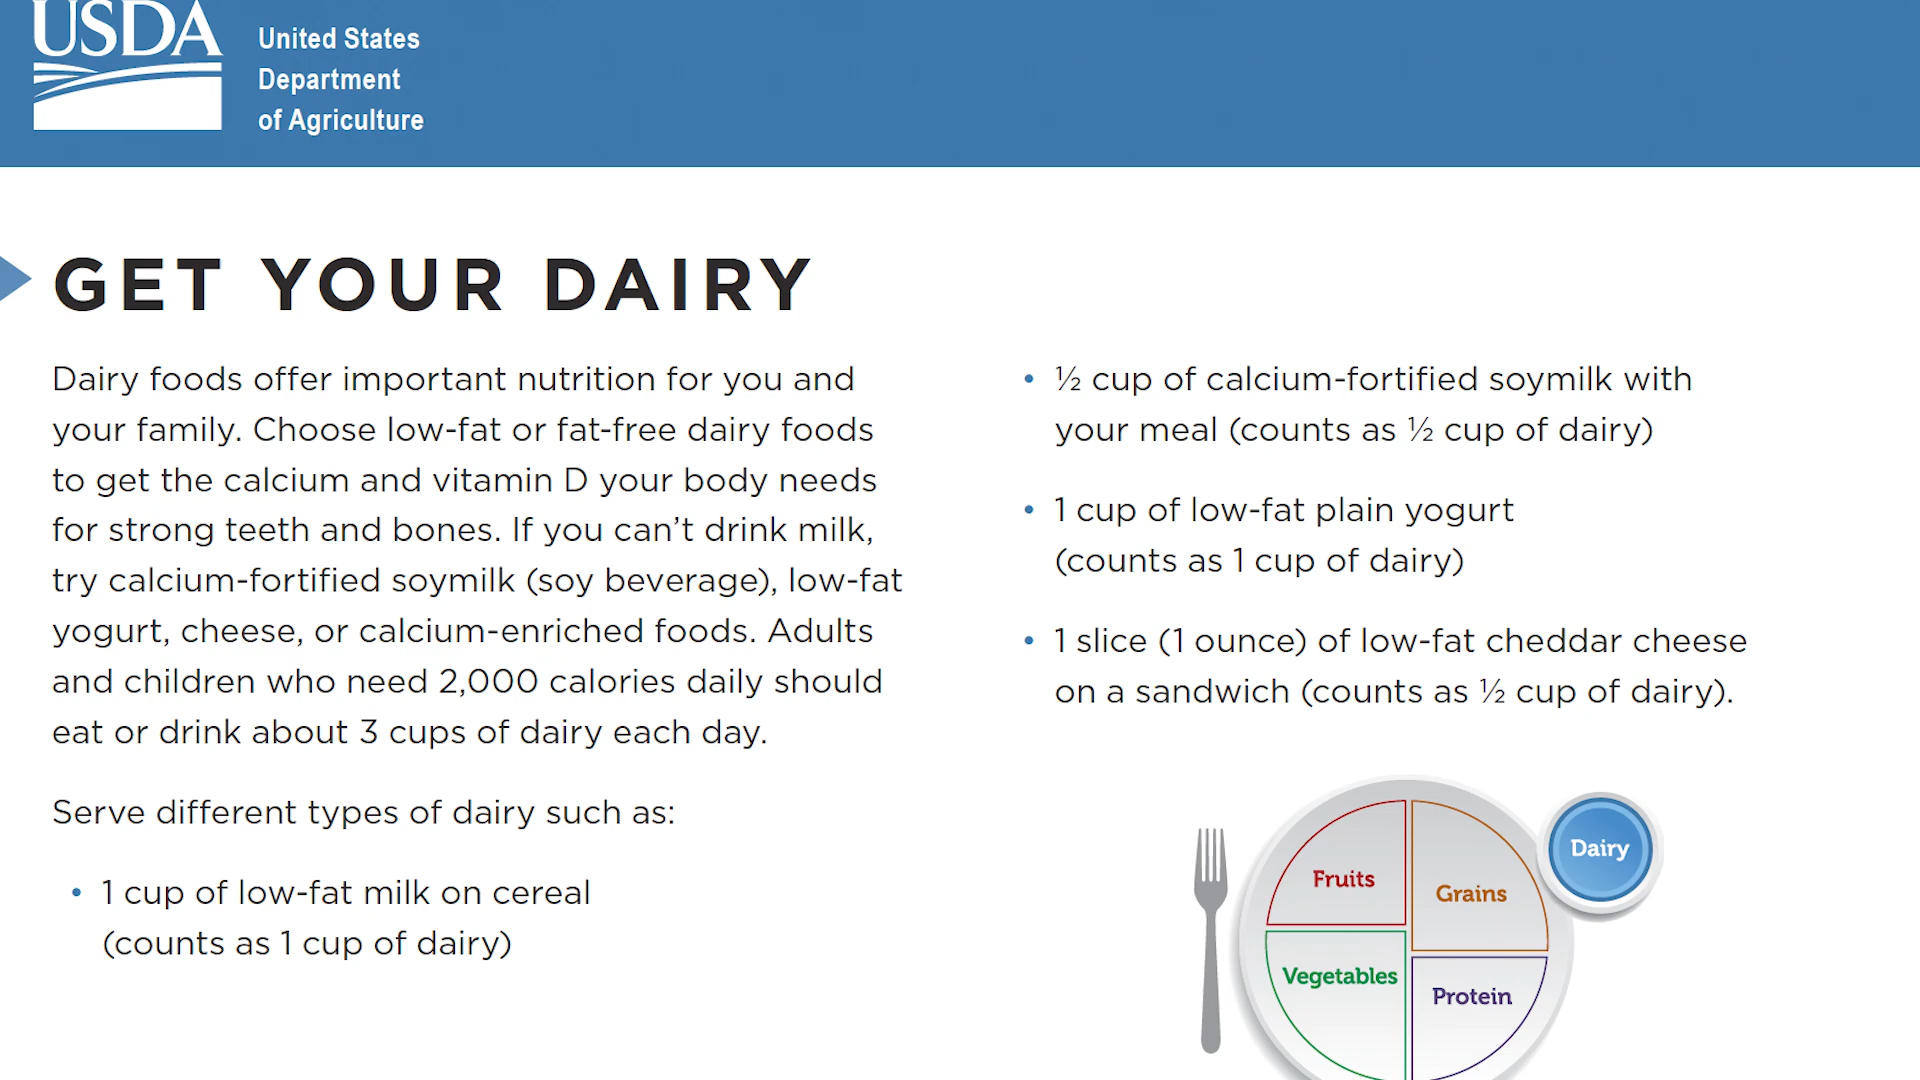 USDA
United States
Department
of Agriculture
GET YOUR DAIRY
Dairy foods offer important nutrition for you and
your family. Choose low-fat or fat-free dairy foods
to get the calcium and vitamin D your body needs
for strong teeth and bones. If you can’t drink milk,
try calcium-fortified soymilk (soy beverage), low-fat
yogurt, cheese, or calcium-enriched foods. Adults
and children who need 2,000 calories daily should
eat or drink about 3 cups of dairy each day.
Serve different types of dairy such as:
• 1 cup of low-fat milk on cereal
(counts as 1 cup of dairy)
• ½ cup of calcium-fortified soymilk with
your meal (counts as ½ cup of dairy)
• 1 cup of low-fat plain yogurt
(counts as 1 cup of dairy)
• 1 slice (1 ounce) of low-fat cheddar cheese
on a sandwich (counts as ½ cup of dairy).
Dairy
Fruits
Grains
Vegetables
Protein